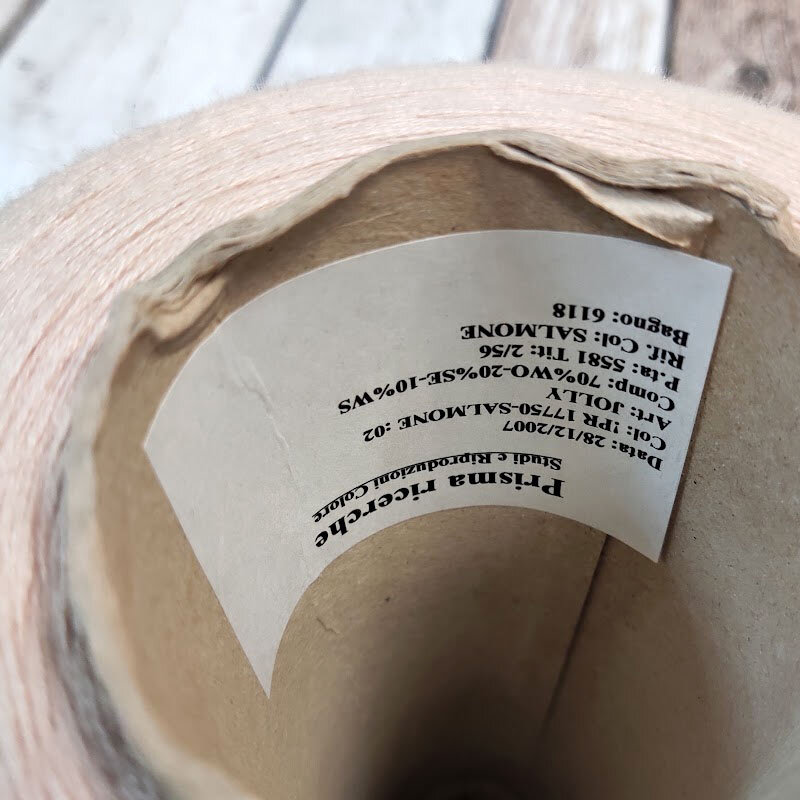 Prisma ricerche
Studi e Riproduzioni Colore
Data: 28/12/2007
Col: !PR 17750-SALMONE :02
Art: JOLLY
Comp: 70%WO-20%SE-10%WS
P.ta: 5581 Tit: 2/56
Rif. Col: SALMONE
Bagno: 6118